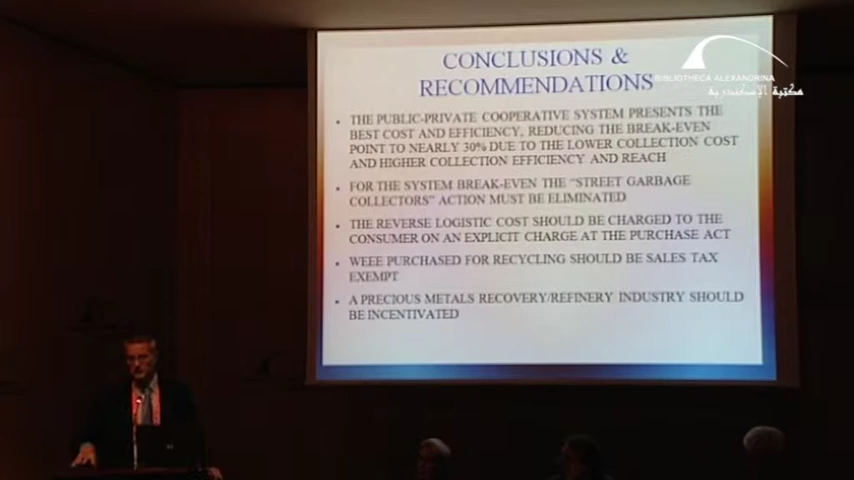 CONCLUSIONS &
RECOMMENDATIONS
BIBLIOTHECA ALEXANDRINA
مكتبة الإسكندرية
• THE PUBLIC-PRIVATE COOPERATIVE SYSTEM PRESENTS THE
BEST COST AND EFFICIENCY, REDUCING THE BREAK-EVEN
POINT TO NEARLY 30% DUE TO THE LOWER COLLECTION COST
AND HIGHER COLLECTION EFFICIENCY AND REACH
• FOR THE SYSTEM BREAK-EVEN THE “STREET GARBAGE
COLLECTORS” ACTION MUST BE ELIMINATED
• THE REVERSE LOGISTIC COST SHOULD BE CHARGED TO THE
CONSUMER ON AN EXPLICIT CHARGE AT THE PURCHASE ACT
• WEEE PURCHASED FOR RECYCLING SHOULD BE SALES TAX
EXEMPT
• A PRECIOUS METALS RECOVERY/REFINERY INDUSTRY SHOULD
BE INCENTIVATED